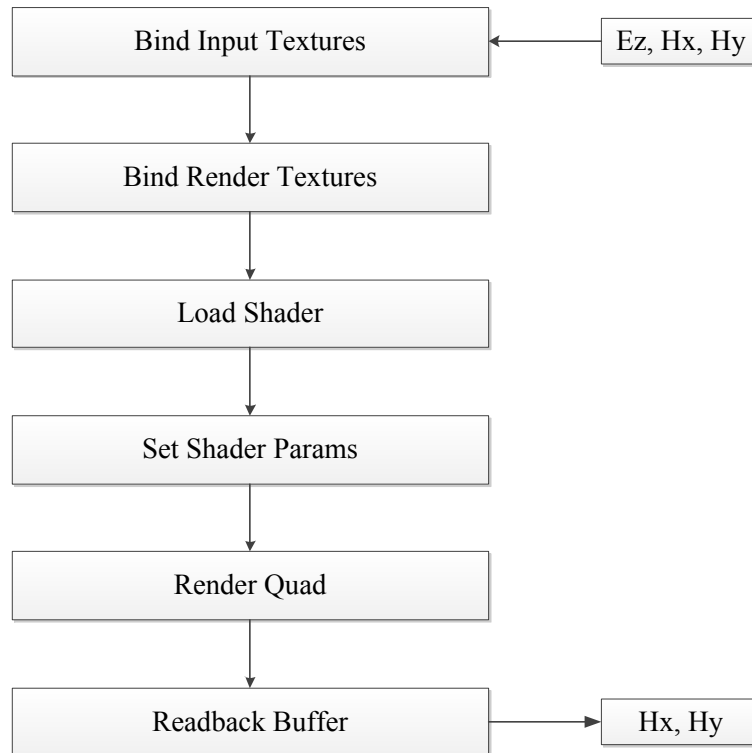 Bind Input Textures
Ez, Hx, Hy
Bind Render Textures
Load Shader
Set Shader Params
Render Quad
Readback Buffer
Hx, Hy